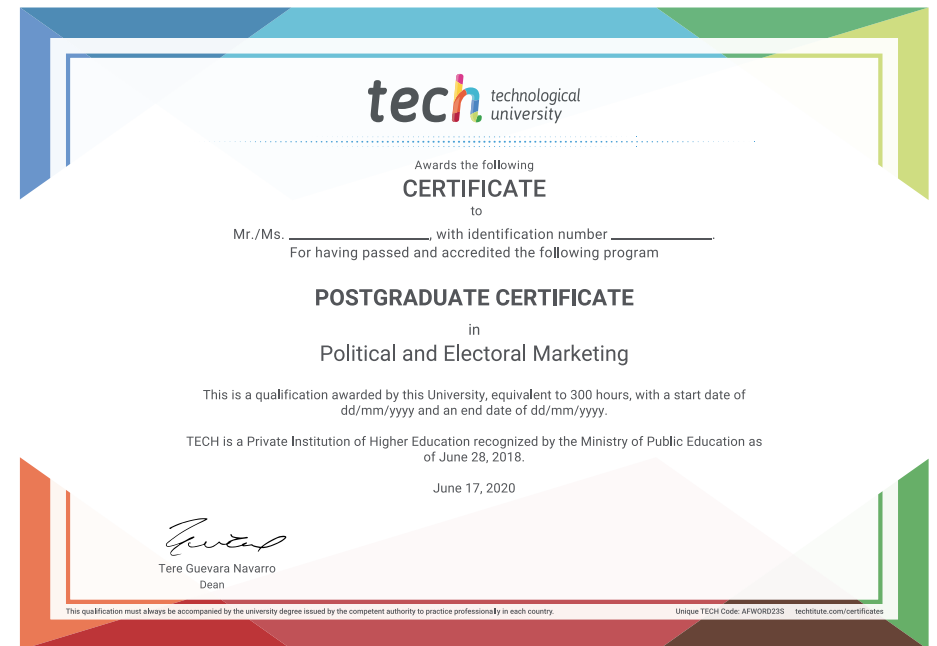 tech technological
university
Awards the following
CERTIFICATE
to
Mr./Ms. __________________, with identification number _____________.
For having passed and accredited the following program
POSTGRADUATE CERTIFICATE
in
Political and Electoral Marketing
This is a qualification awarded by this University, equivalent to 300 hours, with a start date of
dd/mm/yyyy and an end date of dd/mm/yyyy.
TECH is a Private Institution of Higher Education recognized by the Ministry of Public Education as
of June 28, 2018.
June 17, 2020
Tere Guevara Navarro
Dean
This qualification must always be accompanied by the university degree issued by the competent authority to practice professionally in each country.
Unique TECH Code: AFWORD23S techtitute.com/certificates